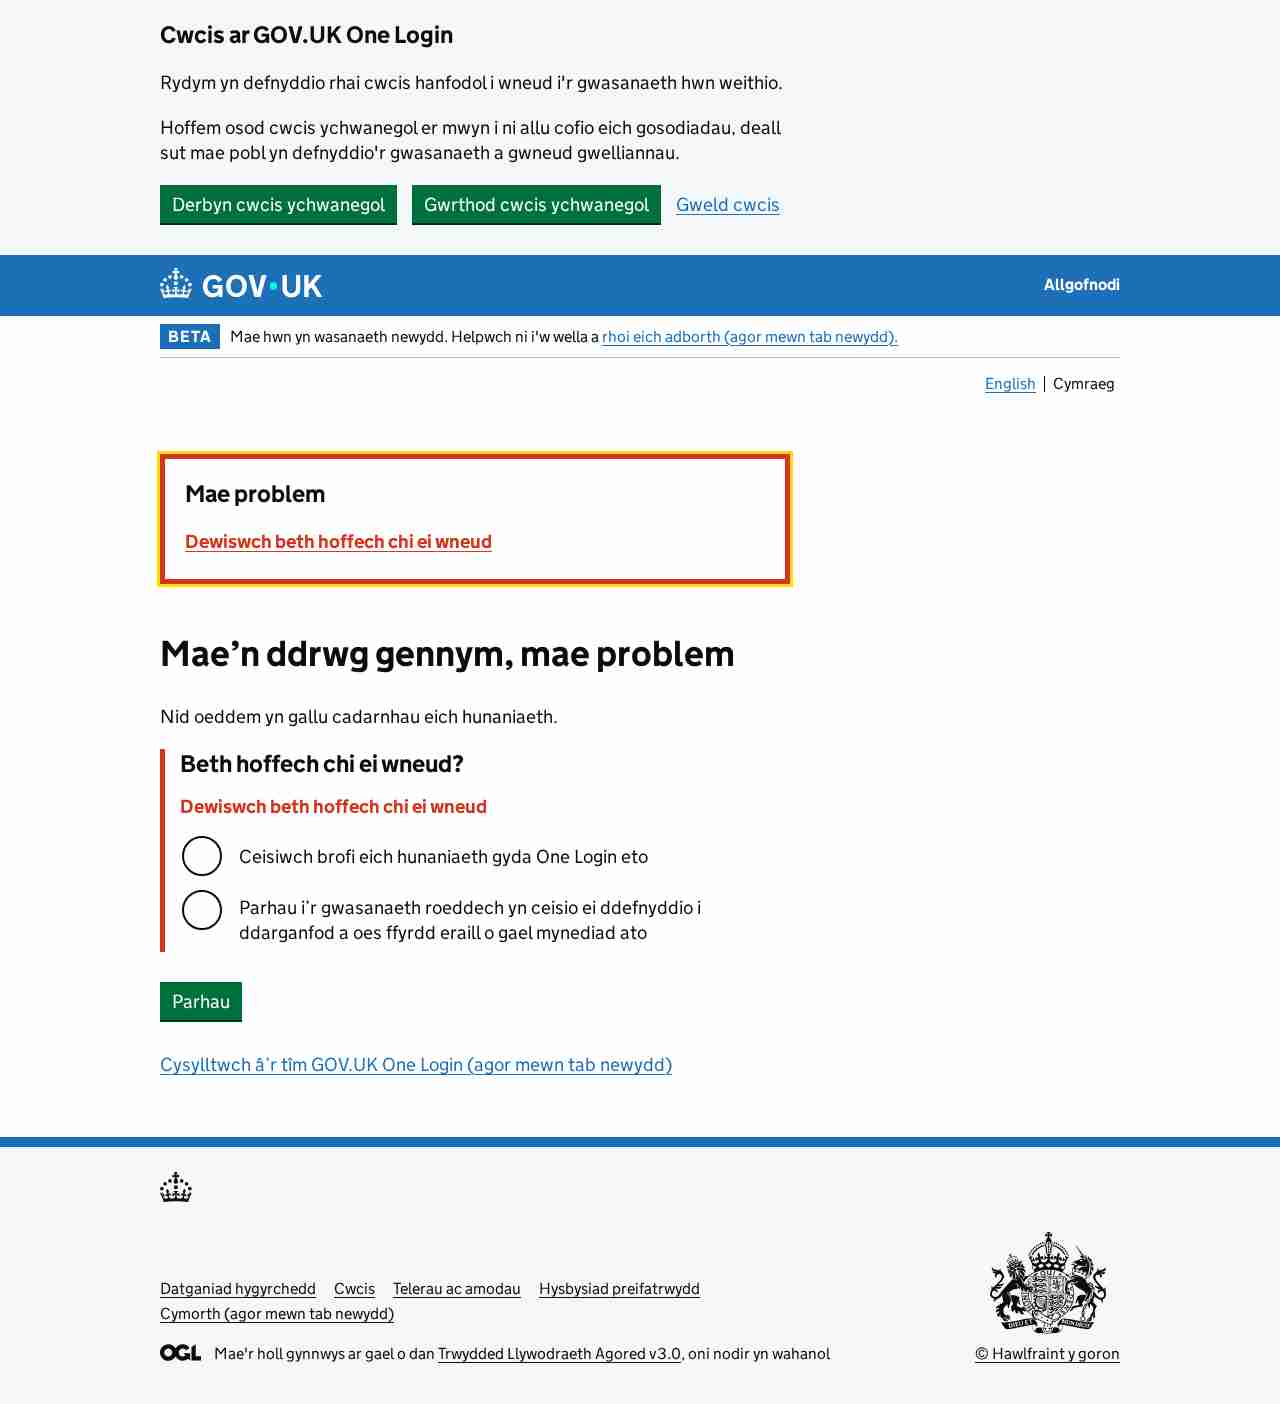 Cwcis ar GOV.UK One Login
Rydym yn defnyddio rhai cwcis hanfodol i wneud i'r gwasanaeth hwn weithio.
Hoffem osod cwcis ychwanegol er mwyn i ni allu cofio eich gosodiadau, deall
sut mae pobl yn defnyddio'r gwasanaeth a gwneud gwelliannau.
Derbyn cwcis ychwanegol Gwrthod cwcis ychwanegol Gweld cwcis
GOV•UK Allgofnodi
BETA Mae hwn yn wasanaeth newydd. Helpwch ni i'w wella a rhoi eich adborth (agor mewn tab newydd).
English Cymraeg
Mae problem
Dewiswch beth hoffech chi ei wneud
Mae’n ddrwg gennym, mae problem
Nid oeddem yn gallu cadarnhau eich hunaniaeth.
Beth hoffech chi ei wneud?
Dewiswch beth hoffech chi ei wneud
Ceisiwch brofi eich hunaniaeth gyda One Login eto
Parhau i’r gwasanaeth roeddech yn ceisio ei ddefnyddio i
ddarganfod a oes ffyrdd eraill o gael mynediad ato
Parhau
Cysylltwch â’r tîm GOV.UK One Login (agor mewn tab newydd)
Datganiad hygyrchedd Cwcis Telerau ac amodau Hysbysiad preifatrwydd
Cymorth (agor mewn tab newydd)
OGL Mae'r holl gynnwys ar gael o dan Trwydded Llywodraeth Agored v3.0, oni nodir yn wahanol
© Hawlfraint y goron